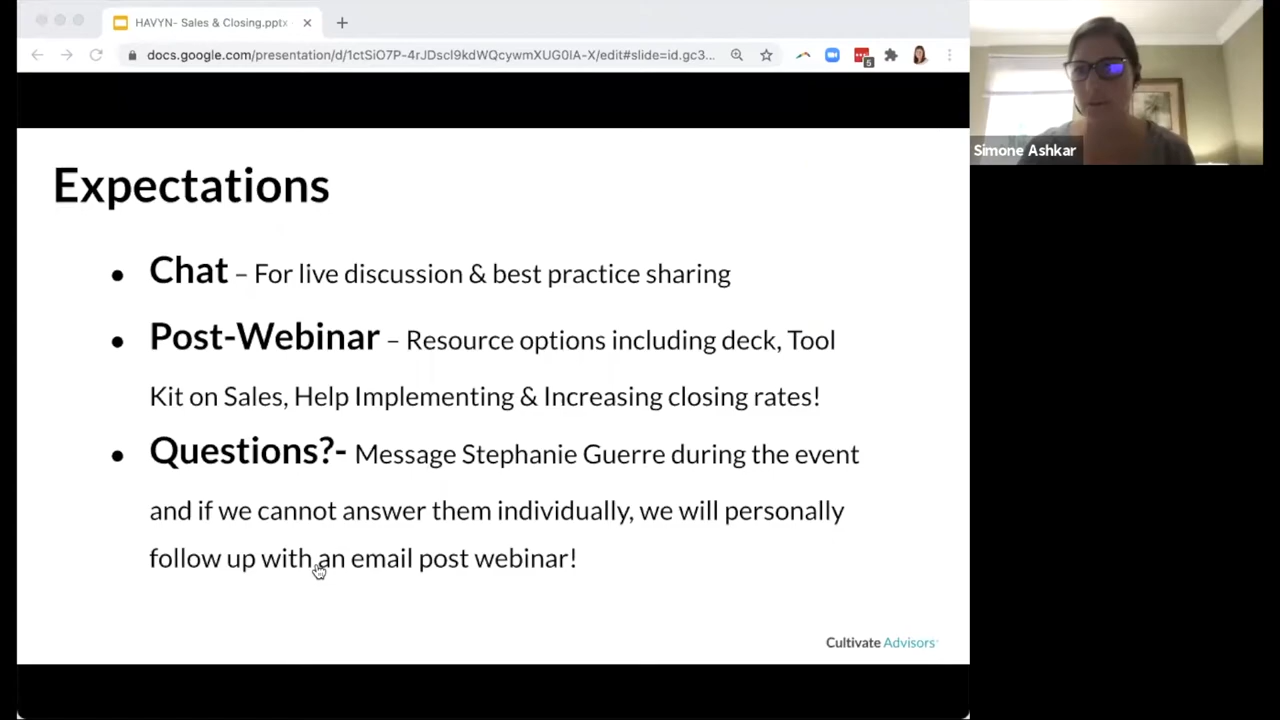 HAVYN- Sales & Closing.pptx
docs.google.com/presentation/d/1ctSiO7P-4rJDscI9kdWQcywmXUG0IA-X/edit#slide=id.gc3...
5
Simone Ashkar
Expectations
● Chat – For live discussion & best practice sharing
● Post-Webinar – Resource options including deck, Tool
Kit on Sales, Help Implementing & Increasing closing rates!
● Questions?- Message Stephanie Guerre during the event
and if we cannot answer them individually, we will personally
follow up with an email post webinar!
Cultivate Advisors